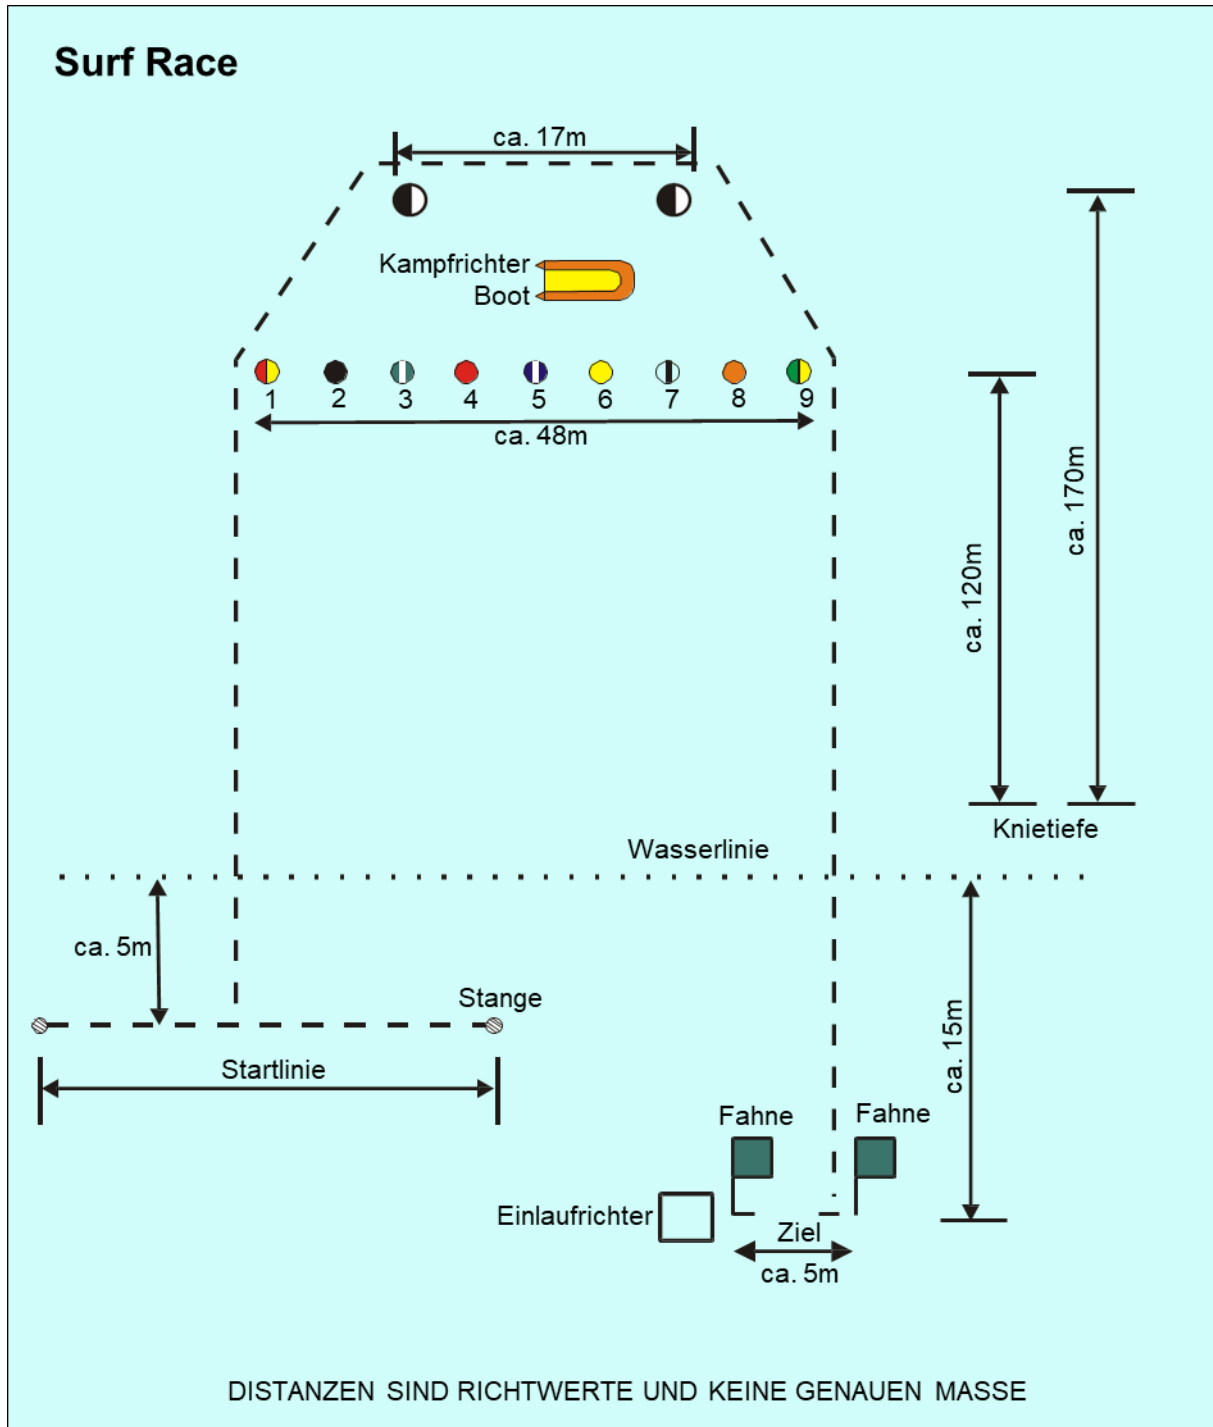 Surf Race
ca. 17m
Kampfrichter
Boot
1 2 3 4 5 6 7 8 9
ca. 48m
ca. 170m
ca. 120m
Knietiefe
Wasserlinie
ca. 5m
Stange
Startlinie
ca. 15m
Fahne
Fahne
Einlaufrichter
Ziel
ca. 5m
DISTANZEN SIND RICHTWERTE UND KEINE GENAUEN MASSE